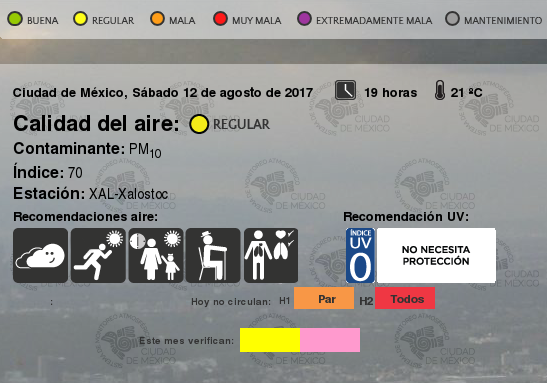 BUENA REGULAR MALA MUY MALA EXTREMADAMENTE MALA MANTENIMIENTO
Ciudad de México, Sábado 12 de agosto de 2017 19 horas 21 ºC
Calidad del aire: REGULAR
Contaminante: PM10
Índice: 70
Estación: XAL-Xalostoc
Recomendaciones aire: Recomendación UV:
ÍNDICE
UV
0
NO NECESITA
PROTECCIÓN
: Hoy no circulan: H1 Par H2 Todos
Este mes verifican:
CIUDAD
DE MÉXICO